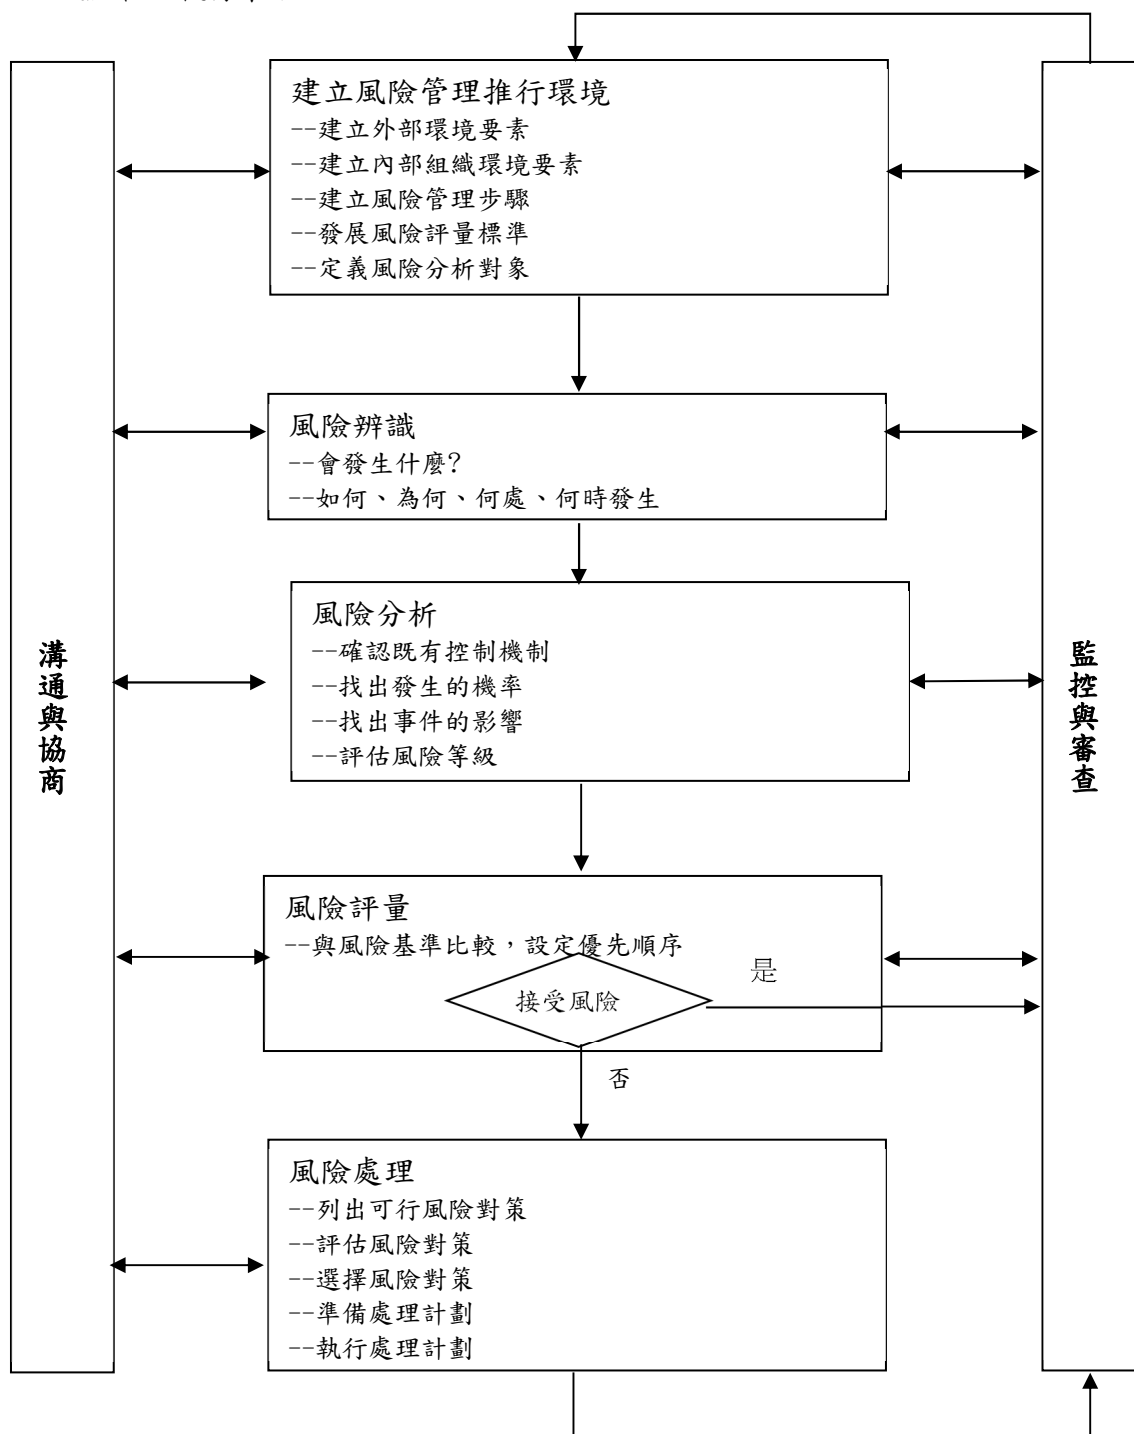 建立風險管理推行環境
--建立外部環境要素
--建立內部組織環境要素
--建立風險管理步驟
--發展風險評量標準
--定義風險分析對象
風險辨識
--會發生什麼?
--如何、為何、何處、何時發生
風險分析
--確認既有控制機制
--找出發生的機率
--找出事件的影響
--評估風險等級
溝通與協商
監控與審查
風險評量
--與風險基準比較，設定優先順序
是
接受風險
否
風險處理
--列出可行風險對策
--評估風險對策
--選擇風險對策
--準備處理計劃
--執行處理計劃